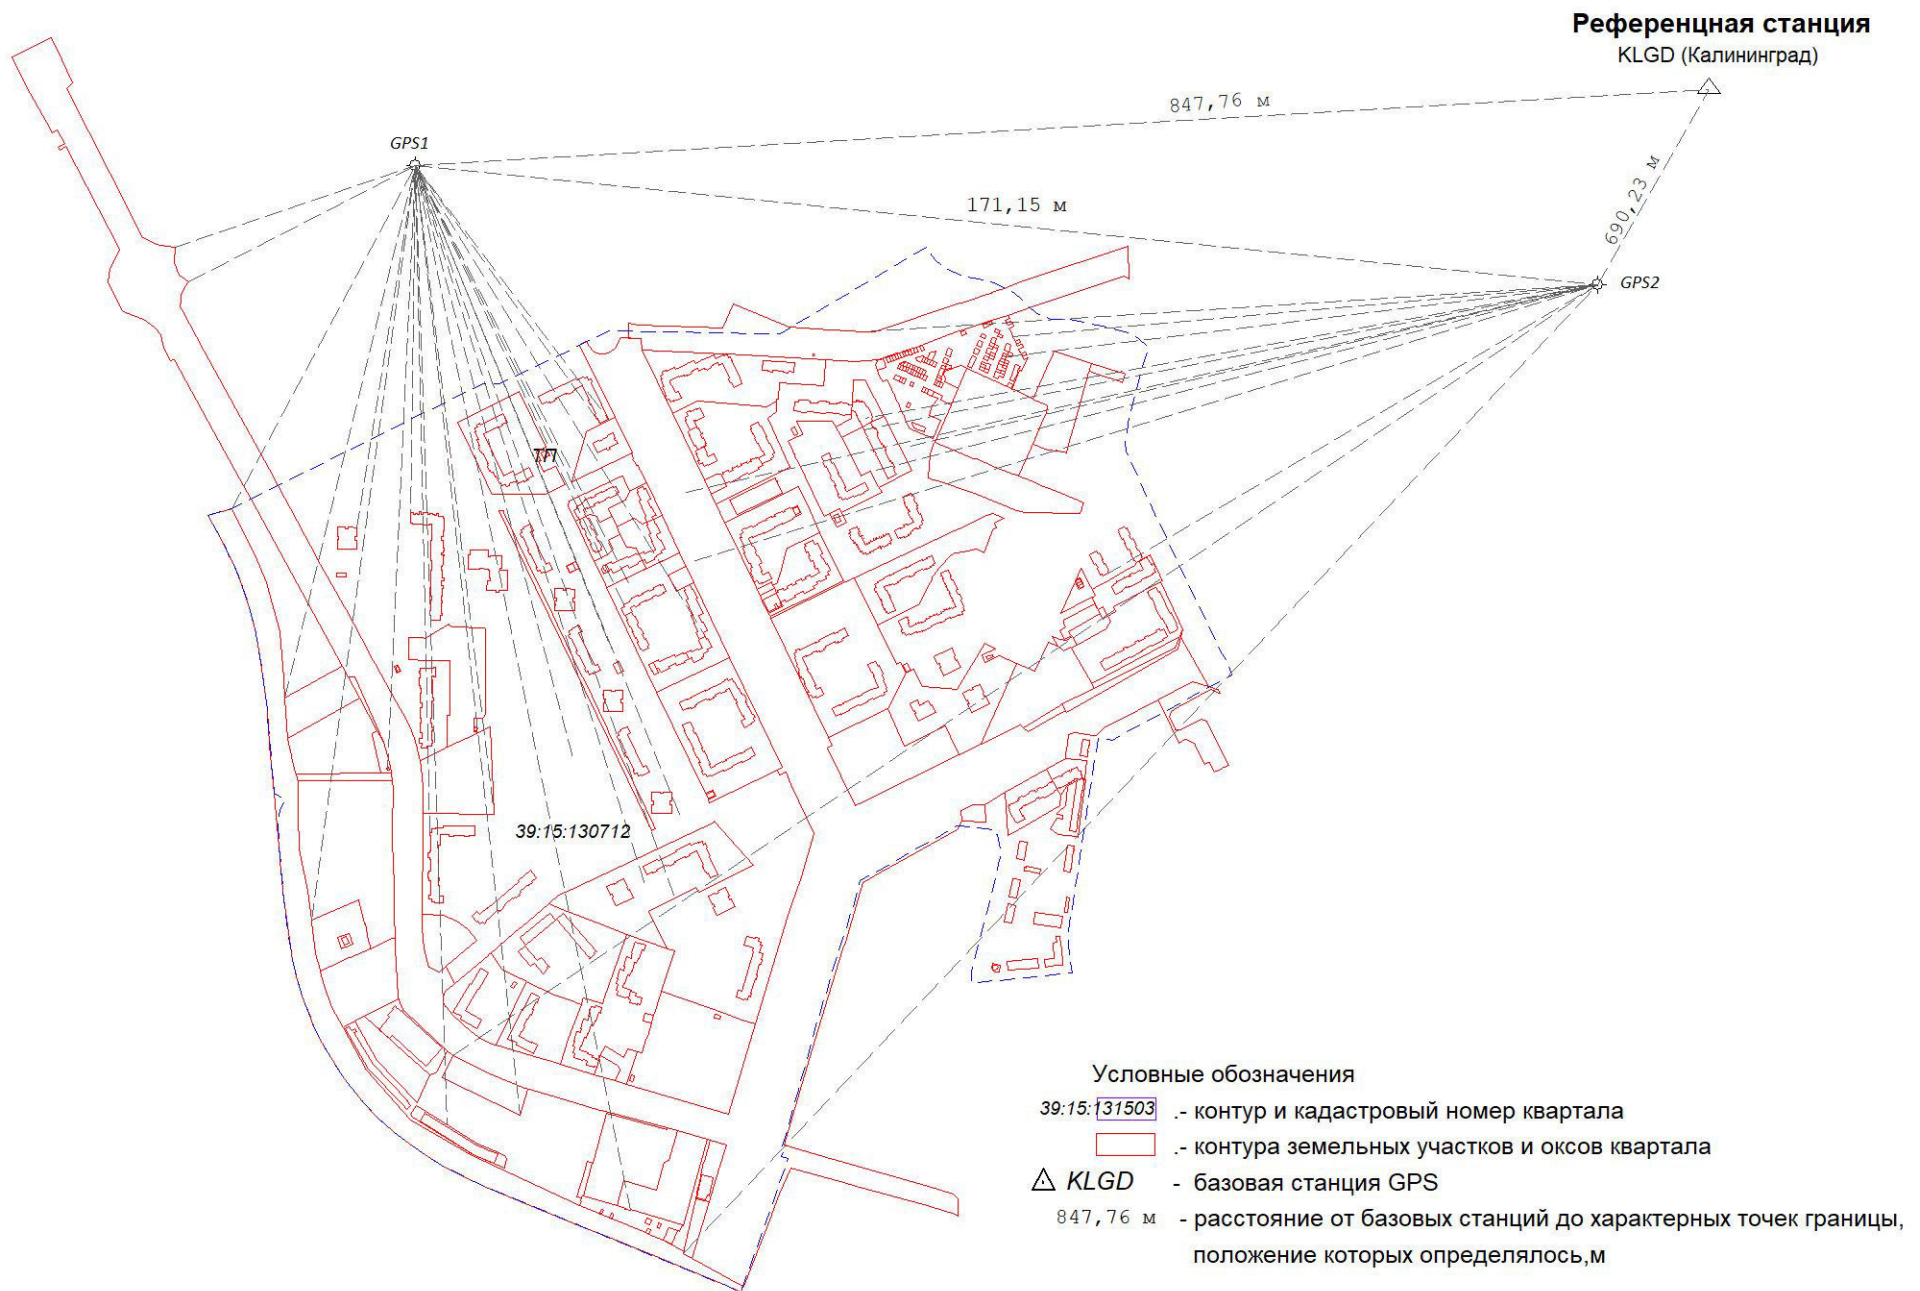 Референцная станция
KLGD (Калининград)
847,76 м
GPS1
690,23 м
171,15 м
GPS2
39:15:130712
Условные обозначения
39:15:131503 .- контур и кадастровый номер квартала
.- контура земельных участков и оксов квартала
KLGD - базовая станция GPS
847,76 м - расстояние от базовых станций до характерных точек границы,
положение которых определялось,м